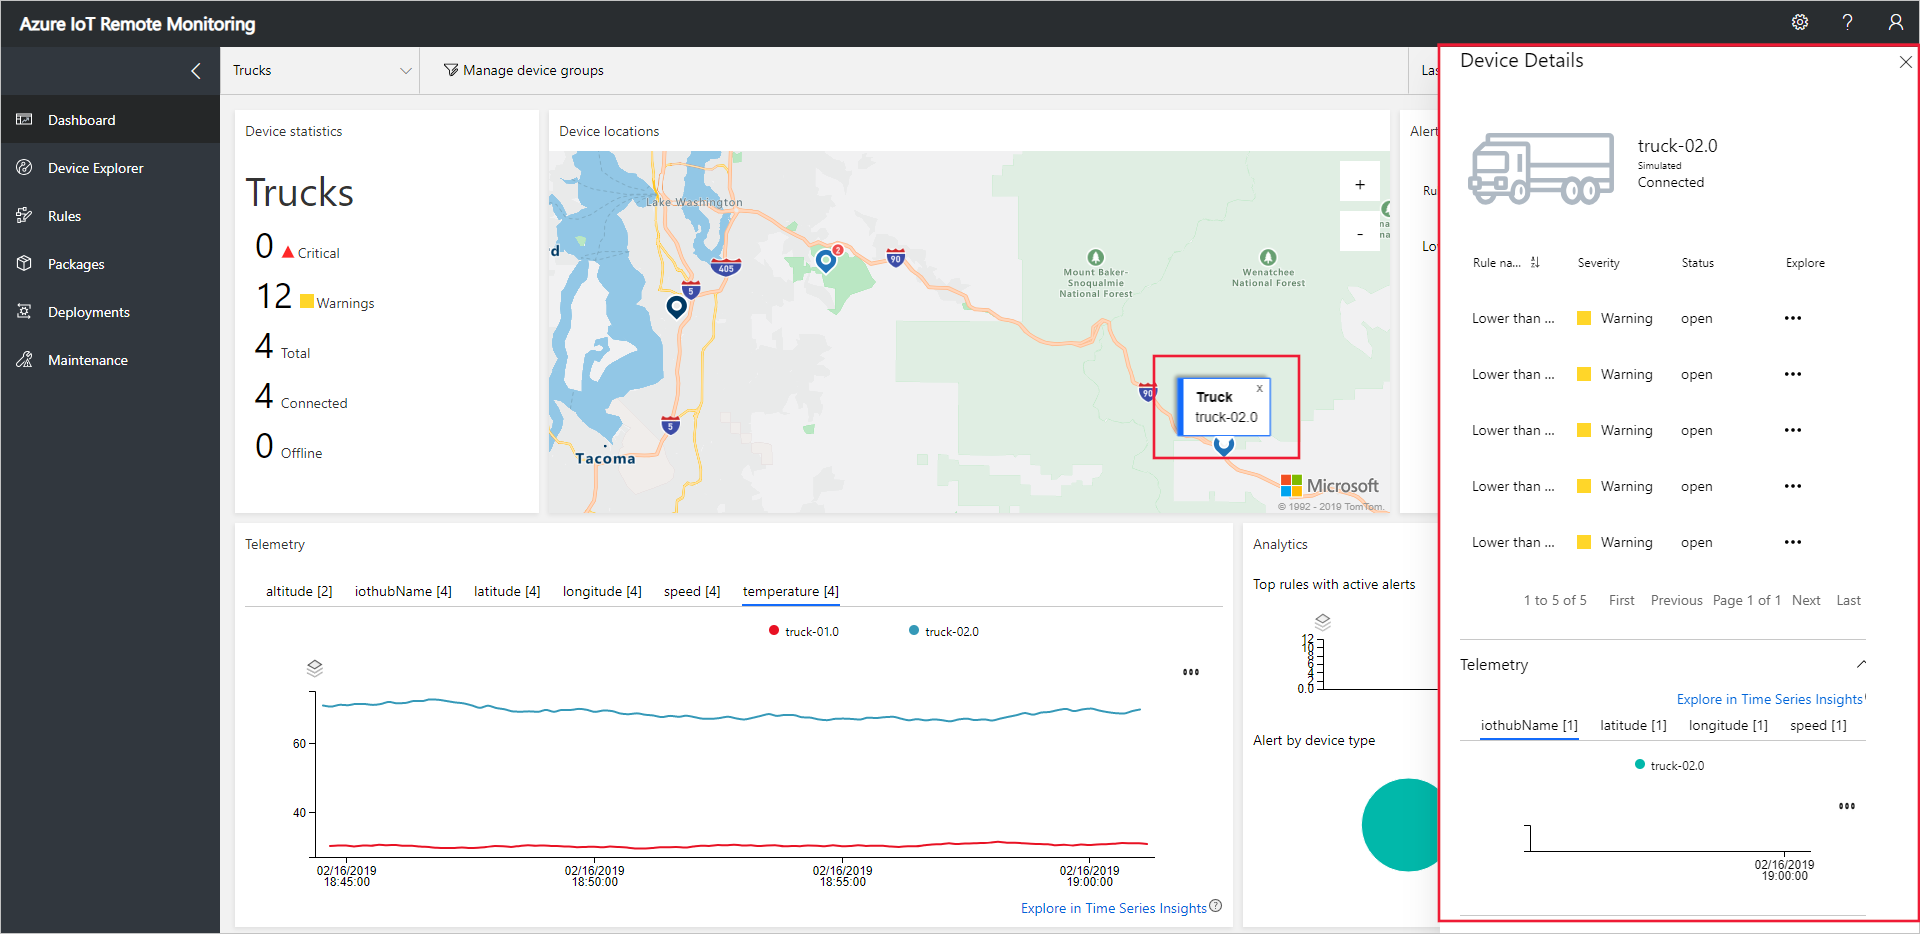 Azure IoT Remote Monitoring
?
Dashboard
Device Explorer
Rules
Packages
Deployments
Maintenance
Trucks
Manage device groups
Las
Device statistics
Trucks
0 Critical
12 Warnings
4 Total
4 Connected
0 Offline
Device locations
Lake Washington
405
5
90
2
Mount Baker-
Snoqualmie
National Forest
Wenatchee
National Forest
+
-
na
na
d
90
5
Tacoma
Truck
x
truck-02.0
Microsoft
© 1992 - 2019 TomTom.
Alert
Ru
Lo
Telemetry
altitude [2] iothubName [4] latitude [4] longitude [4] speed [4] temperature [4]
truck-01.0 truck-02.0
60
40
02/16/2019 02/16/2019 02/16/2019 02/16/2019
18:45:00 18:50:00 18:55:00 19:00:00
Explore in Time Series Insights ?
Analytics
Top rules with active alerts
12
10
8
6
4
2
0.0
Alert by device type
Device Details
truck-02.0
Simulated
Connected
Rule na... Severity Status Explore
Lower than ... Warning open •••
Lower than ... Warning open •••
Lower than ... Warning open •••
Lower than ... Warning open •••
Lower than ... Warning open •••
1 to 5 of 5 First Previous Page 1 of 1 Next Last
Telemetry
Explore in Time Series Insights
iothubName [1] latitude [1] longitude [1] speed [1]
truck-02.0
02/16/2019
19:00:00